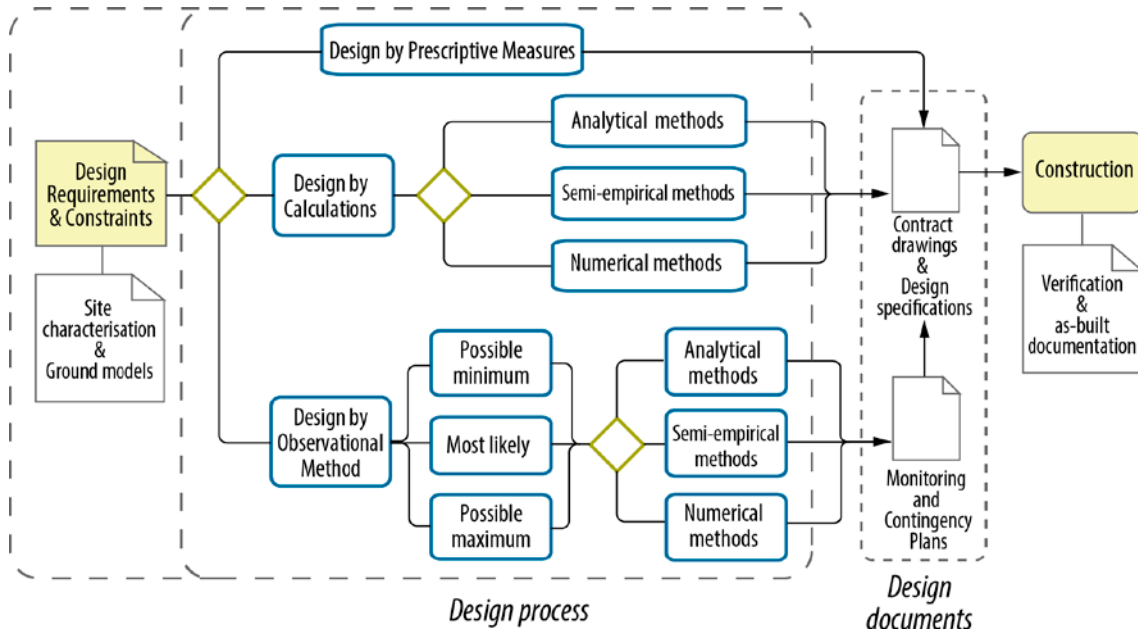 Design by Prescriptive Measures
Design
Requirements
& Constraints
Site
characterisation
&
Ground models
Design by
Calculations
Analytical methods
Semi-empirical methods
Numerical methods
Design by
Observational
Method
Possible
minimum
Most likely
Possible
maximum
Analytical
methods
Semi-empirical
methods
Numerical
methods
Contract
drawings
&
Design
specifications
Monitoring
and
Contingency
Plans
Construction
Verification
&
as-built
documentation
Design process
Design
documents